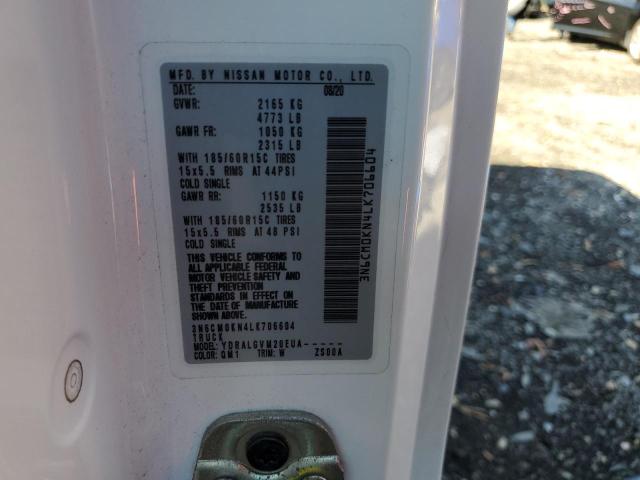 MFD. BY NISSAN MOTOR CO., LTD.
DATE: 08/20
GVWR: 2165 KG
4773 LB
GAWR FR: 1050 KG
2315 LB
WITH 185/60R15C TIRES
15x5.5 RIMS AT 44PSI
COLD SINGLE
GAWR RR: 1150 KG
2535 LB
WITH 185/60R15C TIRES
15x5.5 RIMS AT 48 PSI
COLD SINGLE
THIS VEHICLE CONFORMS TO
ALL APPLICABLE FEDERAL
MOTOR VEHICLE SAFETY AND
THEFT PREVENTION
STANDARDS IN EFFECT ON
THE DATE OF MANUFACTURE
SHOWN ABOVE.
3N6CM0KN4LK706604
TRUCK
MODEL: YDRALGVM20EUA-----
COLOR: QM1 TRIM: W ZS00A
3N6CM0KN4LK706604